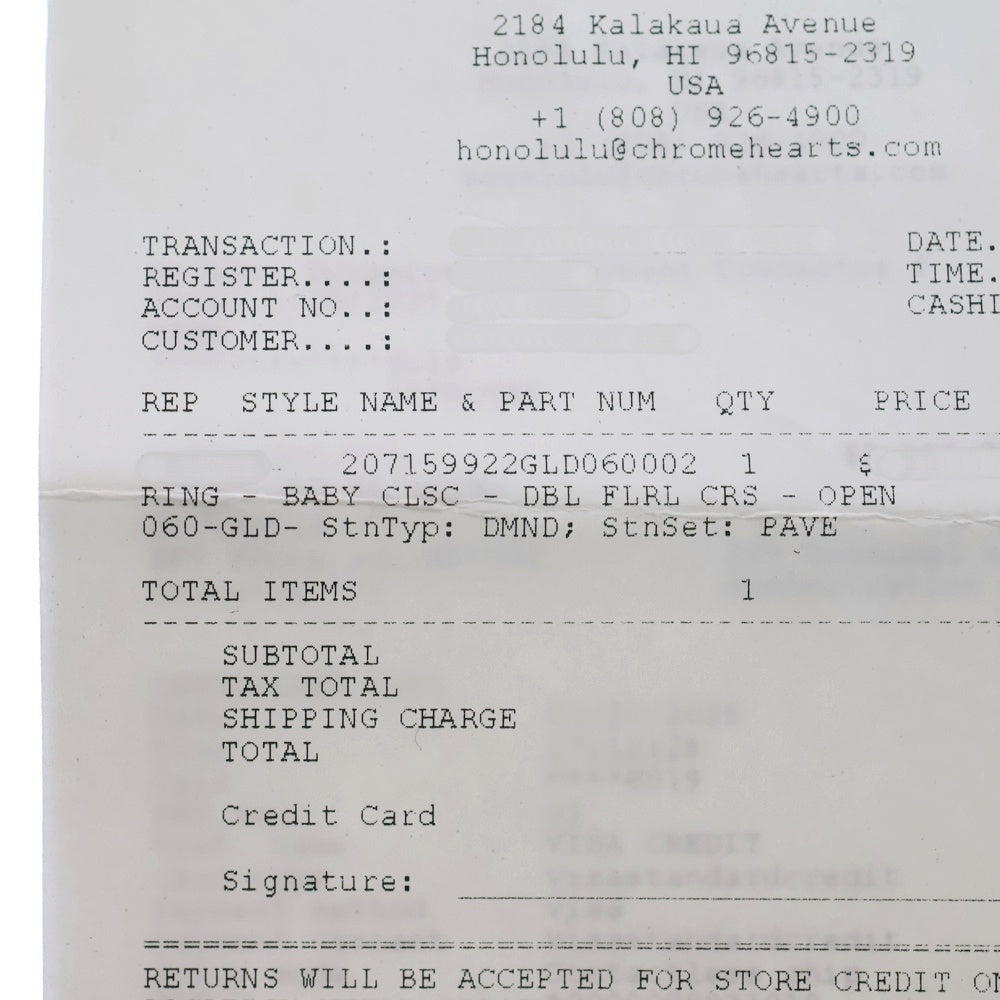 2184 Kalakaua Avenue
Honolulu, HI 96815-2319
USA
+1 (808) 926-4900
honolulu@chromehearts.com
TRANSACTION.: DATE.
REGISTER....: TIME.
ACCOUNT NO..: CASHI
CUSTOMER....:
REP STYLE NAME & PART NUM QTY PRICE
207159922GLD060002 1 $
RING - BABY CLSC - DBL FLRL CRS - OPEN
060-GLD- StnTyp: DMND; StnSet: PAVE
TOTAL ITEMS 1
SUBTOTAL
TAX TOTAL
SHIPPING CHARGE
TOTAL
Credit Card
Signature:
RETURNS WILL BE ACCEPTED FOR STORE CREDIT ON